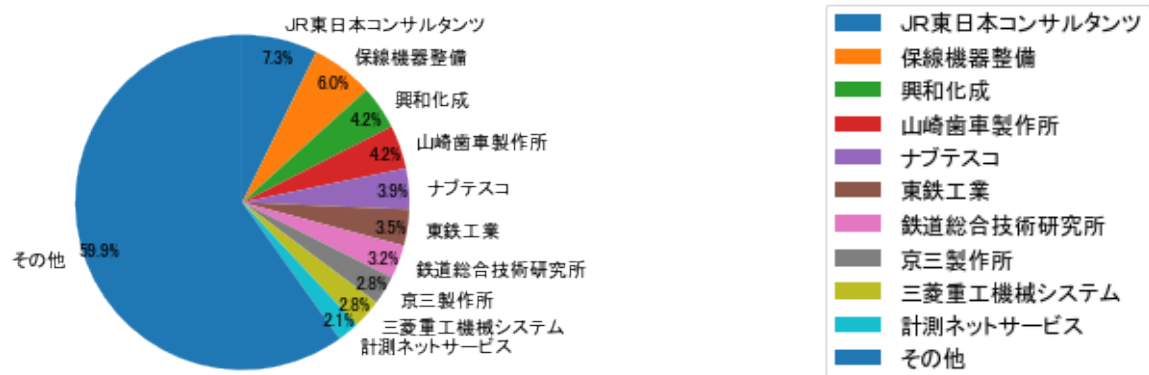 JR東日本コンサルタンツ
7.3%
保線機器整備
6.0%
興和化成
4.2%
山崎歯車製作所
4.2%
ナブテスコ
3.9%
東鉄工業
3.5%
鉄道総合技術研究所
3.2%
京三製作所
2.8%
三菱重工機械システム
2.8%
計測ネットサービス
2.1%
その他
59.9%
JR東日本コンサルタンツ
保線機器整備
興和化成
山崎歯車製作所
ナブテスコ
東鉄工業
鉄道総合技術研究所
京三製作所
三菱重工機械システム
計測ネットサービス
その他